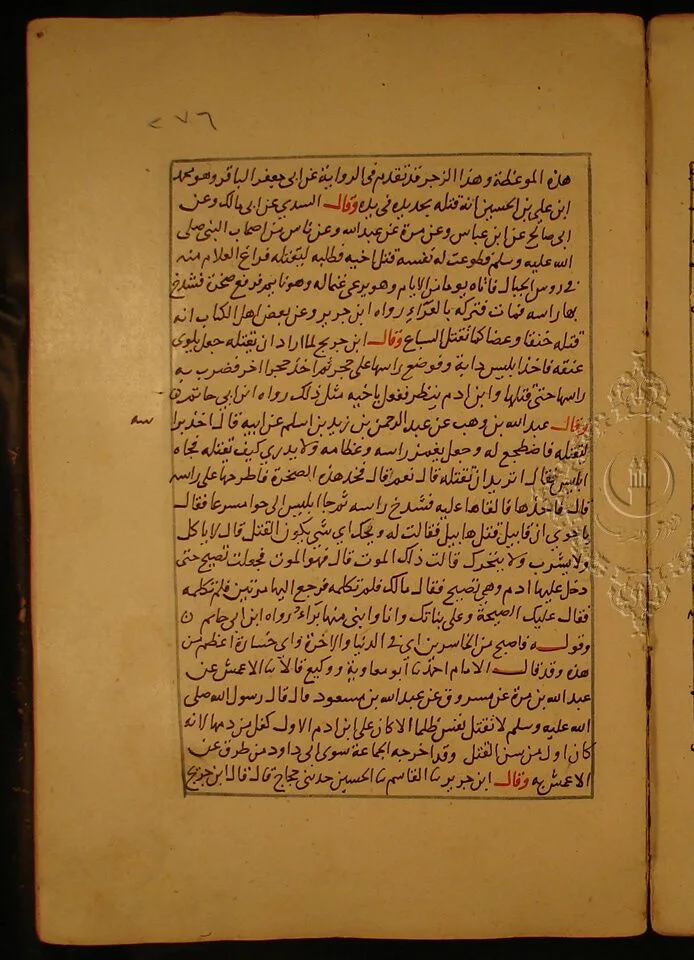 ٢٧٦
هذه الموعظة وهذا الزجر قد تقدم في الرواية عن ابي جعفر الباقر وهو محمد
ابن علي بن الحسين انه قتله بحديدة في يده وقال السدي عن ابي مالك وعن
ابي صالح عن ابن عباس وعن مرة عن عبد الله وعن ناس من اصحاب النبي صلى
الله عليه وسلم فطوعت له نفسه قتل اخيه فطلبه ليقتله فراغ الغلام منه
في روس الجبال فاتاه يوما من الايام وهو يرعى غنما له وهو نايم فرفع صخرة فشدخ
بها راسه فمات فتركه بالعراء رواه ابن جرير وعن بعض اهل الكتاب انه
قتله خنقا وعضا كما تقتل السباع وقال ابن جريج لما اراد ان يقتله جعل يلوي
عنقه فاخذ ابليس دابة ووضع راسها على حجر ثم اخذ حجرا اخر فضرب به
راسها حتى قتلها وابن ادم ينظر ففعل باخيه مثل ذلك رواه ابن ابي حاتم
وقال عبد الله بن وهب عن عبد الرحمن بن زيد بن اسلم عن ابيه قال اخذ برا
سه
لتقتله فاضطجع له وجعل يغمز راسه وعظامه ولا يدري كيف تقتله فجاه
ابليس فقال اتريد ان تقتله قال نعم قال فخذ هذه الصخرة فاطرحها على راسه
قال فاخذها فالقاها عليه فشدخ راسه ثم جا ابليس الى حوا مسرعا فقال
يا حوي ان قابيل قتل هابيل فقالت له ويحك اي شي يكون القتل قال لا ياكل
ولا يشرب ولا يتحرك قالت ذلك الموت قال فهو الموت فجعلت تصيح حتى
دخل عليها ادم وهي تصيح فقال مالك فلم تكلمه فرجع اليها مرتين فلم تكلمه
فقال عليك الصيحة وعلى بناتك وانا وابني منها براء رواه ابن ابي حاتم
وقوله فاصبح من الخاسرين اي في الدنيا والاخرة واي خسارة اعظم من
هذه وقد قال الامام احمد ثنا ابو معاوية ووكيع قالا ثنا الاعمش عن
عبد الله بن مرة عن مسروق عن عبد الله بن مسعود قال قال رسول الله صلى
الله عليه وسلم لا تقتل نفس ظلما الا كان على ابن ادم الاول كفل من دمها لانه
كان اول من سن القتل وقد اخرجه الجماعة سوى ابي داود من طرق عن
الاعمش به وقال ابن جرير ثنا القاسم ثنا الحسين حدثني حجاج قال قال ابن جريج